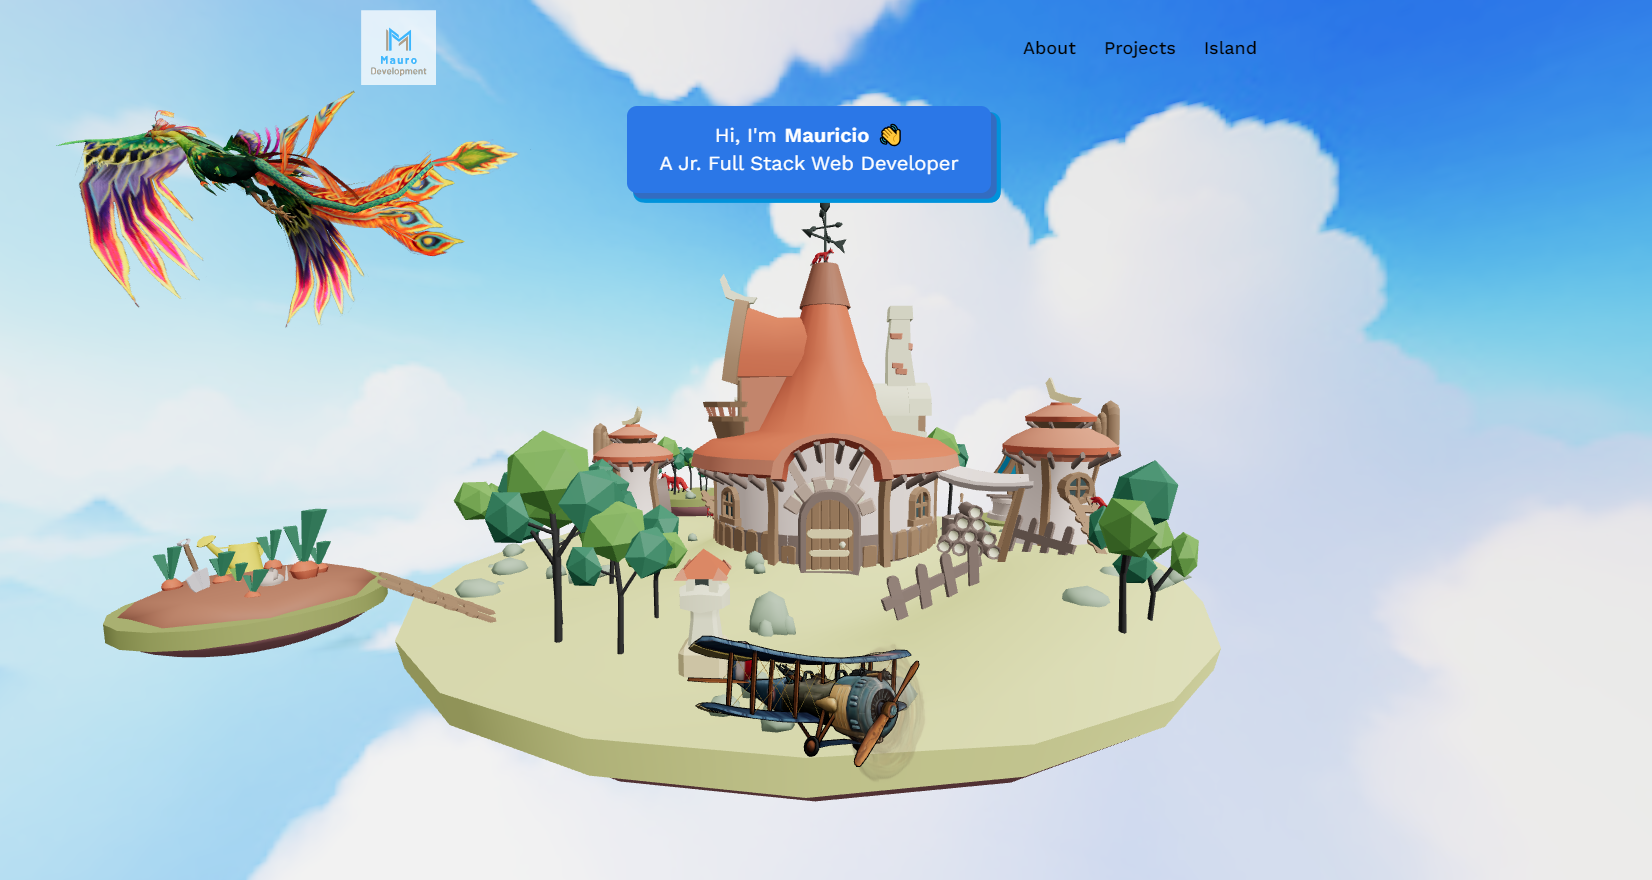 Mauro
Development
About
Projects
Island
Hi, I'm Mauricio 👋
A Jr. Full Stack Web Developer